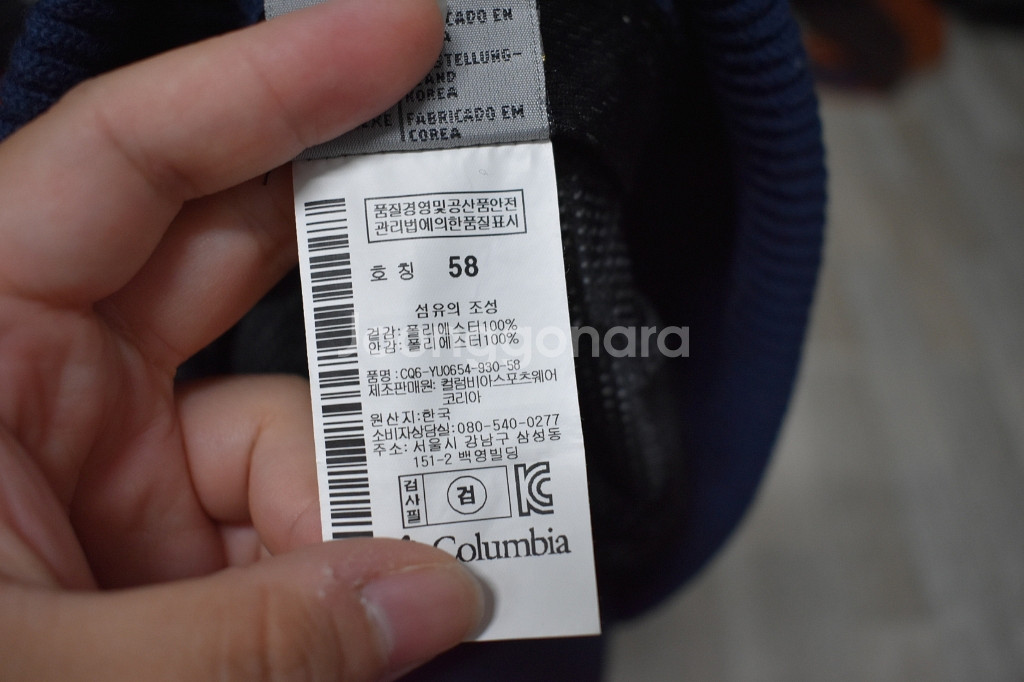 CADO EN
STELLUNG-
AND
KOREA
FABRICADO EM
COREA
품질경영및공산품안전
관리법에의한품질표시
호칭 58
섬유의 조성
겉감: 폴리에스터100%
안감: 폴리에스터100%
품명: CQ6-YU0654-930-58
제조판매원: 컬럼비아스포츠웨어
코리아
원산지:한국
소비자상담실:080-540-0277
주소: 서울시 강남구 삼성동
151-2 백영빌딩
검사필
검
KC
Columbia